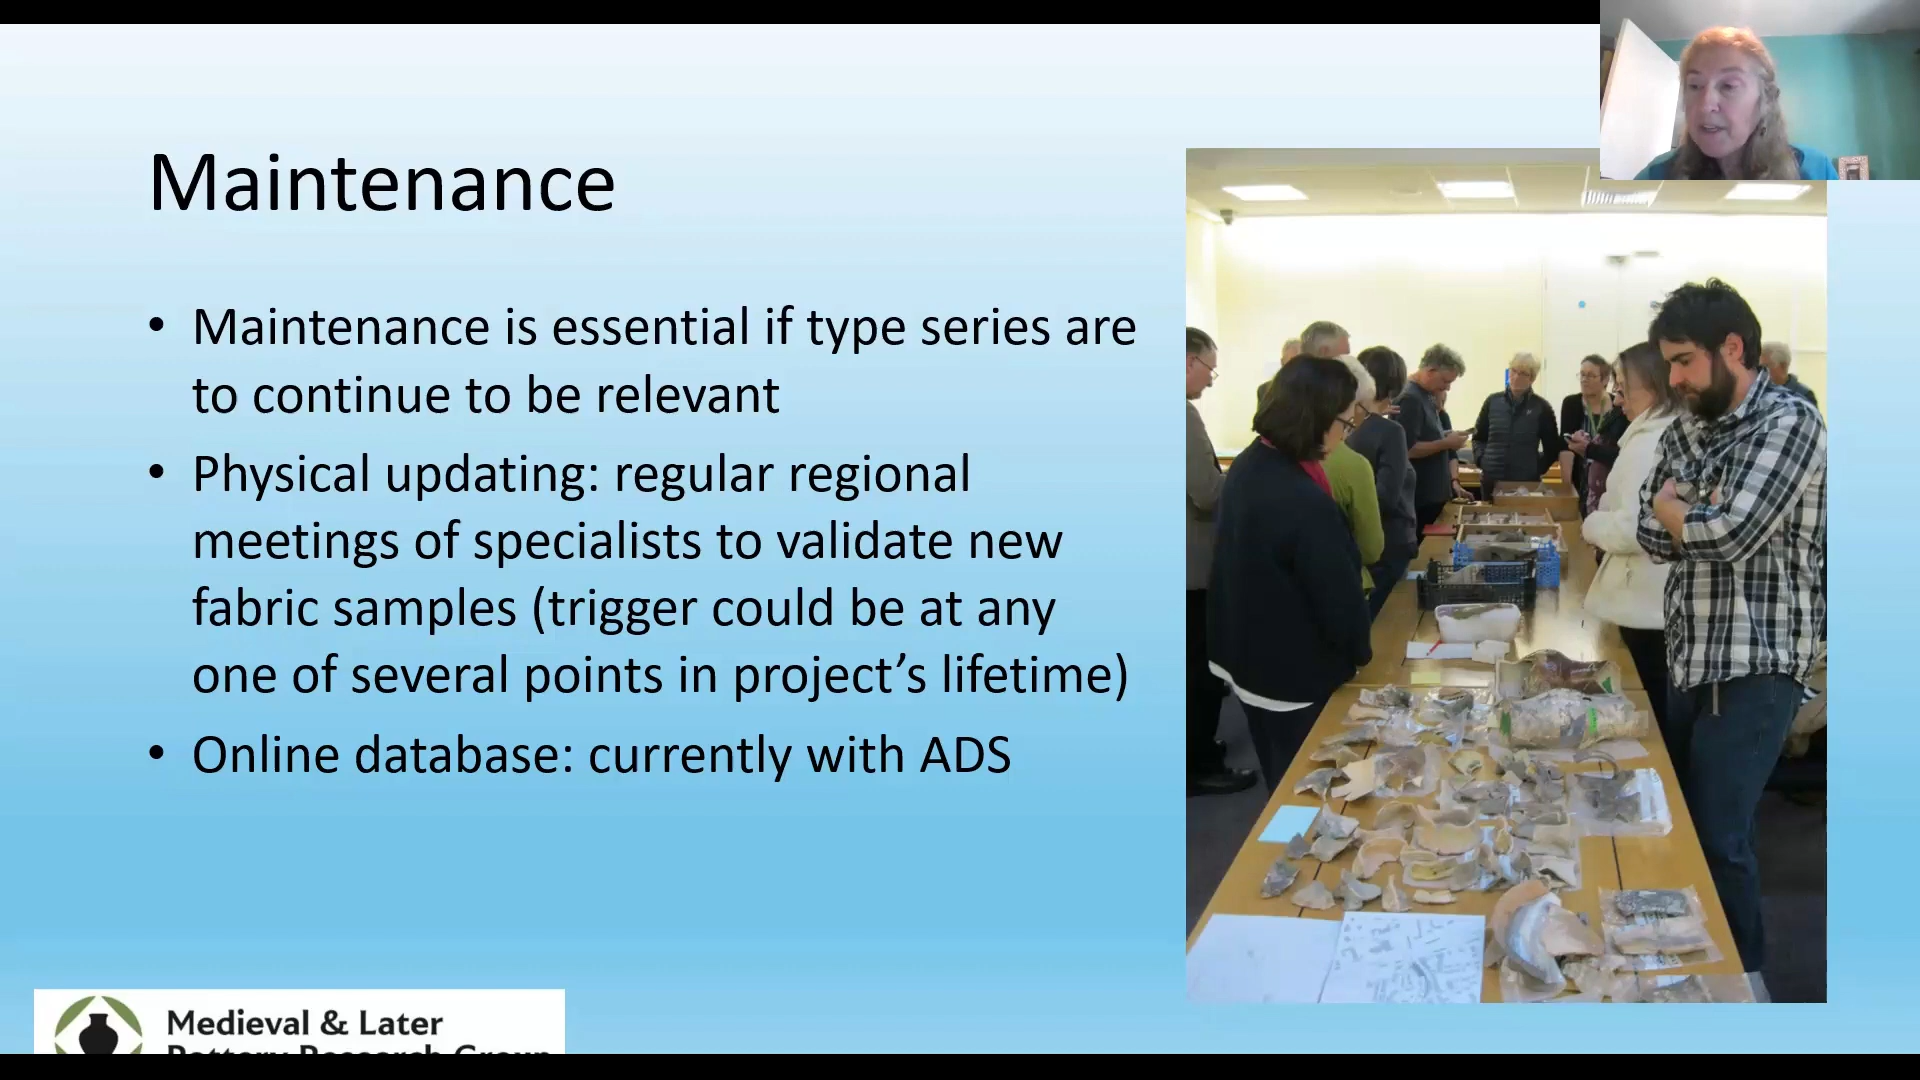 Maintenance
• Maintenance is essential if type series are
to continue to be relevant
• Physical updating: regular regional
meetings of specialists to validate new
fabric samples (trigger could be at any
one of several points in project’s lifetime)
• Online database: currently with ADS
Medieval & Later
Pottery Research Group